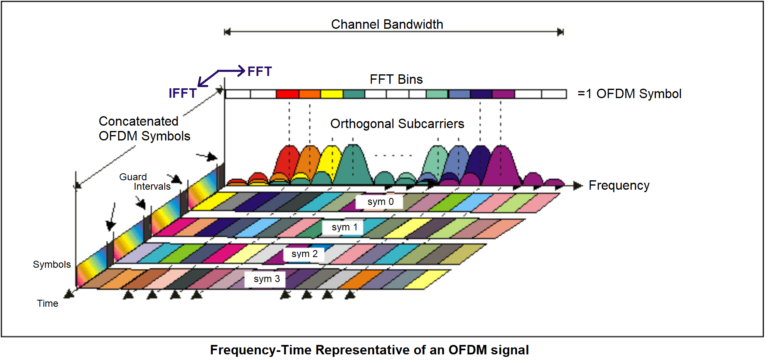 Channel Bandwidth
FFT
IFFT
FFT Bins
=1 OFDM Symbol
Concatenated
OFDM Symbols
Orthogonal Subcarriers
Guard
Intervals
Frequency
sym 0
sym 1
sym 2
sym 3
Symbols
Time
Frequency-Time Representative of an OFDM signal